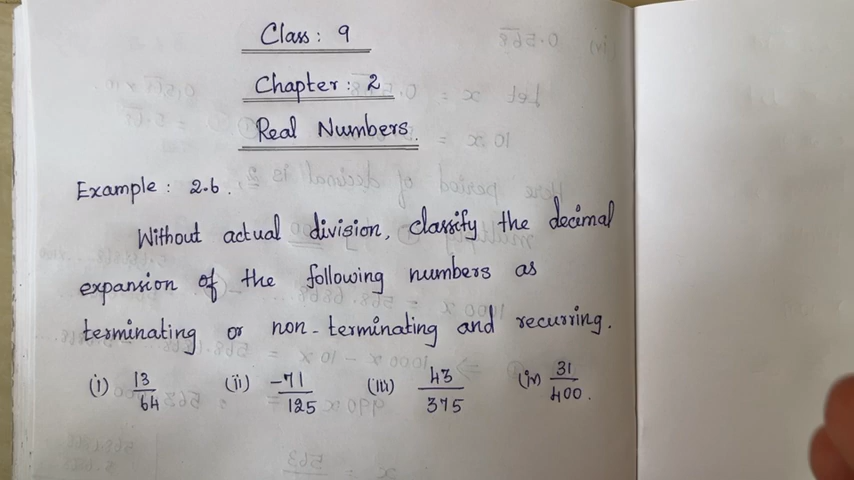 Class: 9
Chapter: 2
Real Numbers.
Example: 2.6.
Without actual division, classify the decimal
expansion of the following numbers as
terminating or non-terminating and recurring.
(i) 13/64 (ii) -71/125 (iii) 43/375 (iv) 31/400.